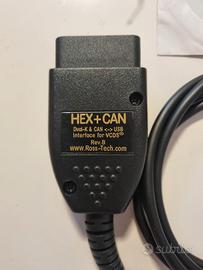 HEX+CAN
Dual-K & CAN <-> USB
Interface for VCDS®
Rev.B
www.Ross-Tech.com
subito